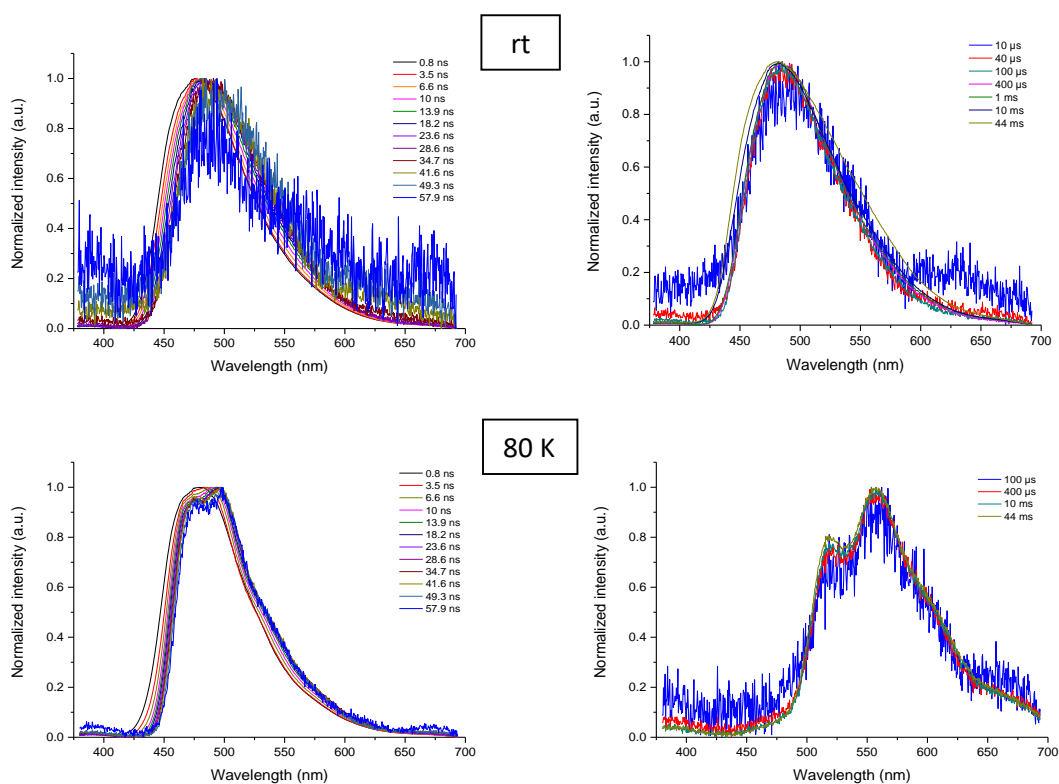 rt
Normalized intensity (a.u.)
1.0
0.8
0.6
0.4
0.2
0.0
400
450
500
550
600
650
700
Wavelength (nm)
0.8 ns
3.5 ns
6.6 ns
10 ns
13.9 ns
18.2 ns
23.6 ns
28.6 ns
34.7 ns
41.6 ns
49.3 ns
57.9 ns
Normalized intensity (a.u.)
1.0
0.8
0.6
0.4
0.2
0.0
400
450
500
550
600
650
700
Wavelength (nm)
10 µs
40 µs
100 µs
400 µs
1 ms
10 ms
44 ms
80 K
Normalized intensity (a.u.)
1.0
0.8
0.6
0.4
0.2
0.0
400
450
500
550
600
650
700
Wavelength (nm)
0.8 ns
3.5 ns
6.6 ns
10 ns
13.9 ns
18.2 ns
23.6 ns
28.6 ns
34.7 ns
41.6 ns
49.3 ns
57.9 ns
Normalized intensity (a.u.)
1.0
0.8
0.6
0.4
0.2
0.0
400
450
500
550
600
650
700
Wavelength (nm)
100 µs
400 µs
10 ms
44 ms